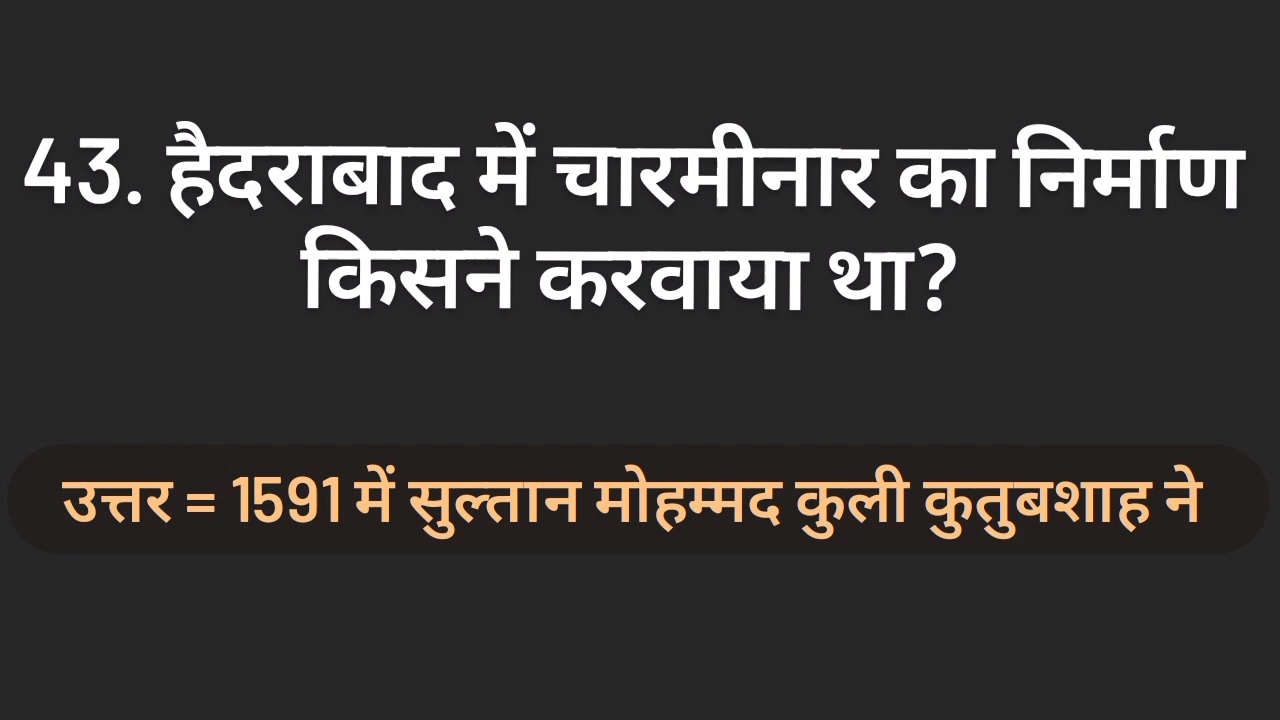 43. हैदराबाद में चारमीनार का निर्माण
किसने करवाया था?
उत्तर = 1591 में सुल्तान मोहम्मद कुली कुतुबशाह ने